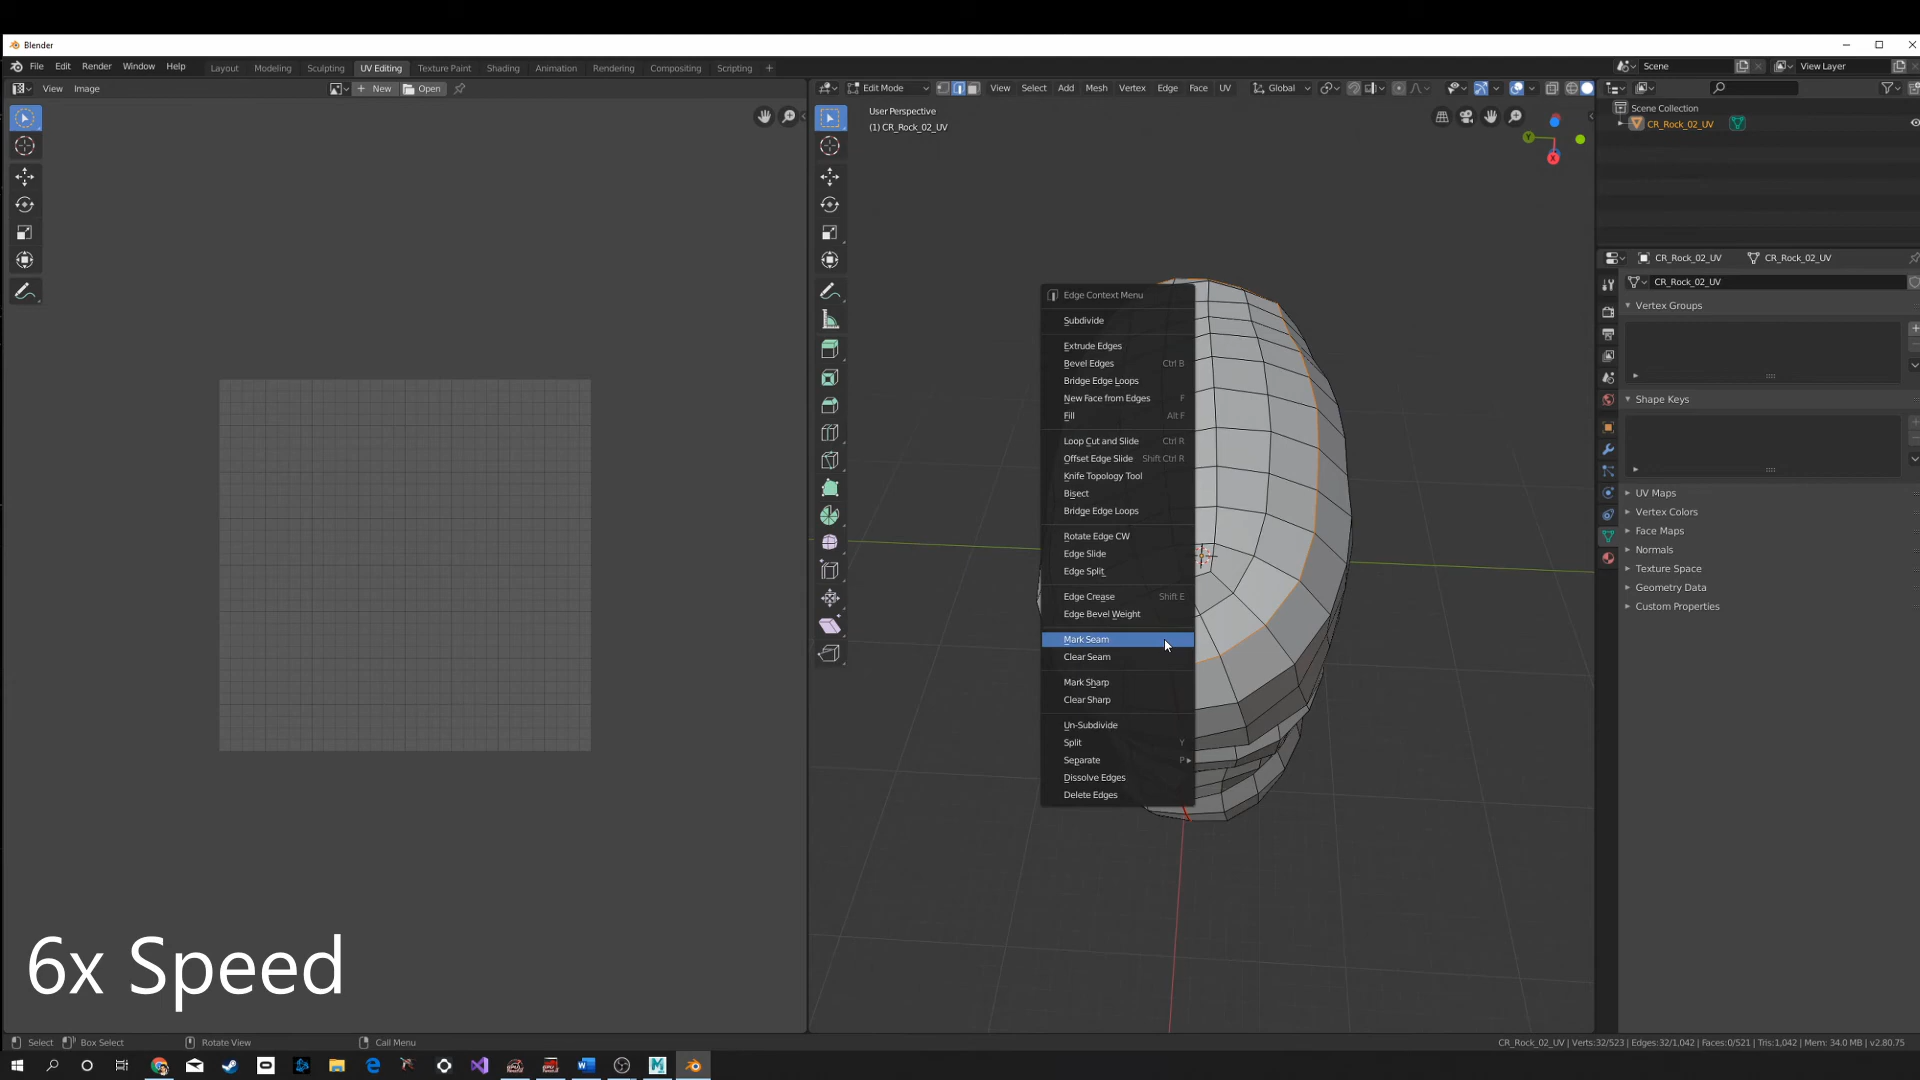 Blender
File Edit Render Window Help Layout Modeling Sculpting UV Editing Texture Paint Shading Animation Rendering Compositing Scripting + Scene View Layer
View Image + New Open Edit Mode View Select Add Mesh Vertex Edge Face UV Global
User Perspective
(1) CR_Rock_02_UV
Scene Collection
CR_Rock_02_UV
Y
X
CR_Rock_02_UV CR_Rock_02_UV
CR_Rock_02_UV
Vertex Groups
Shape Keys
UV Maps
Vertex Colors
Face Maps
Normals
Texture Space
Geometry Data
Custom Properties
Edge Context Menu
Subdivide
Extrude Edges
Bevel Edges Ctrl B
Bridge Edge Loops
New Face from Edges F
Fill Alt F
Loop Cut and Slide Ctrl R
Offset Edge Slide Shift Ctrl R
Knife Topology Tool
Bisect
Bridge Edge Loops
Rotate Edge CW
Edge Slide
Edge Split
Edge Crease Shift E
Edge Bevel Weight
Mark Seam
Clear Seam
Mark Sharp
Clear Sharp
Un-Subdivide
Split Y
Separate P
Dissolve Edges
Delete Edges
6x Speed
Select Box Select Rotate View Call Menu
CR_Rock_02_UV | Verts:32/523 | Edges:32/1,042 | Faces:0/521 | Tris:1,042 | Mem: 34.0 MB | v2.80.75